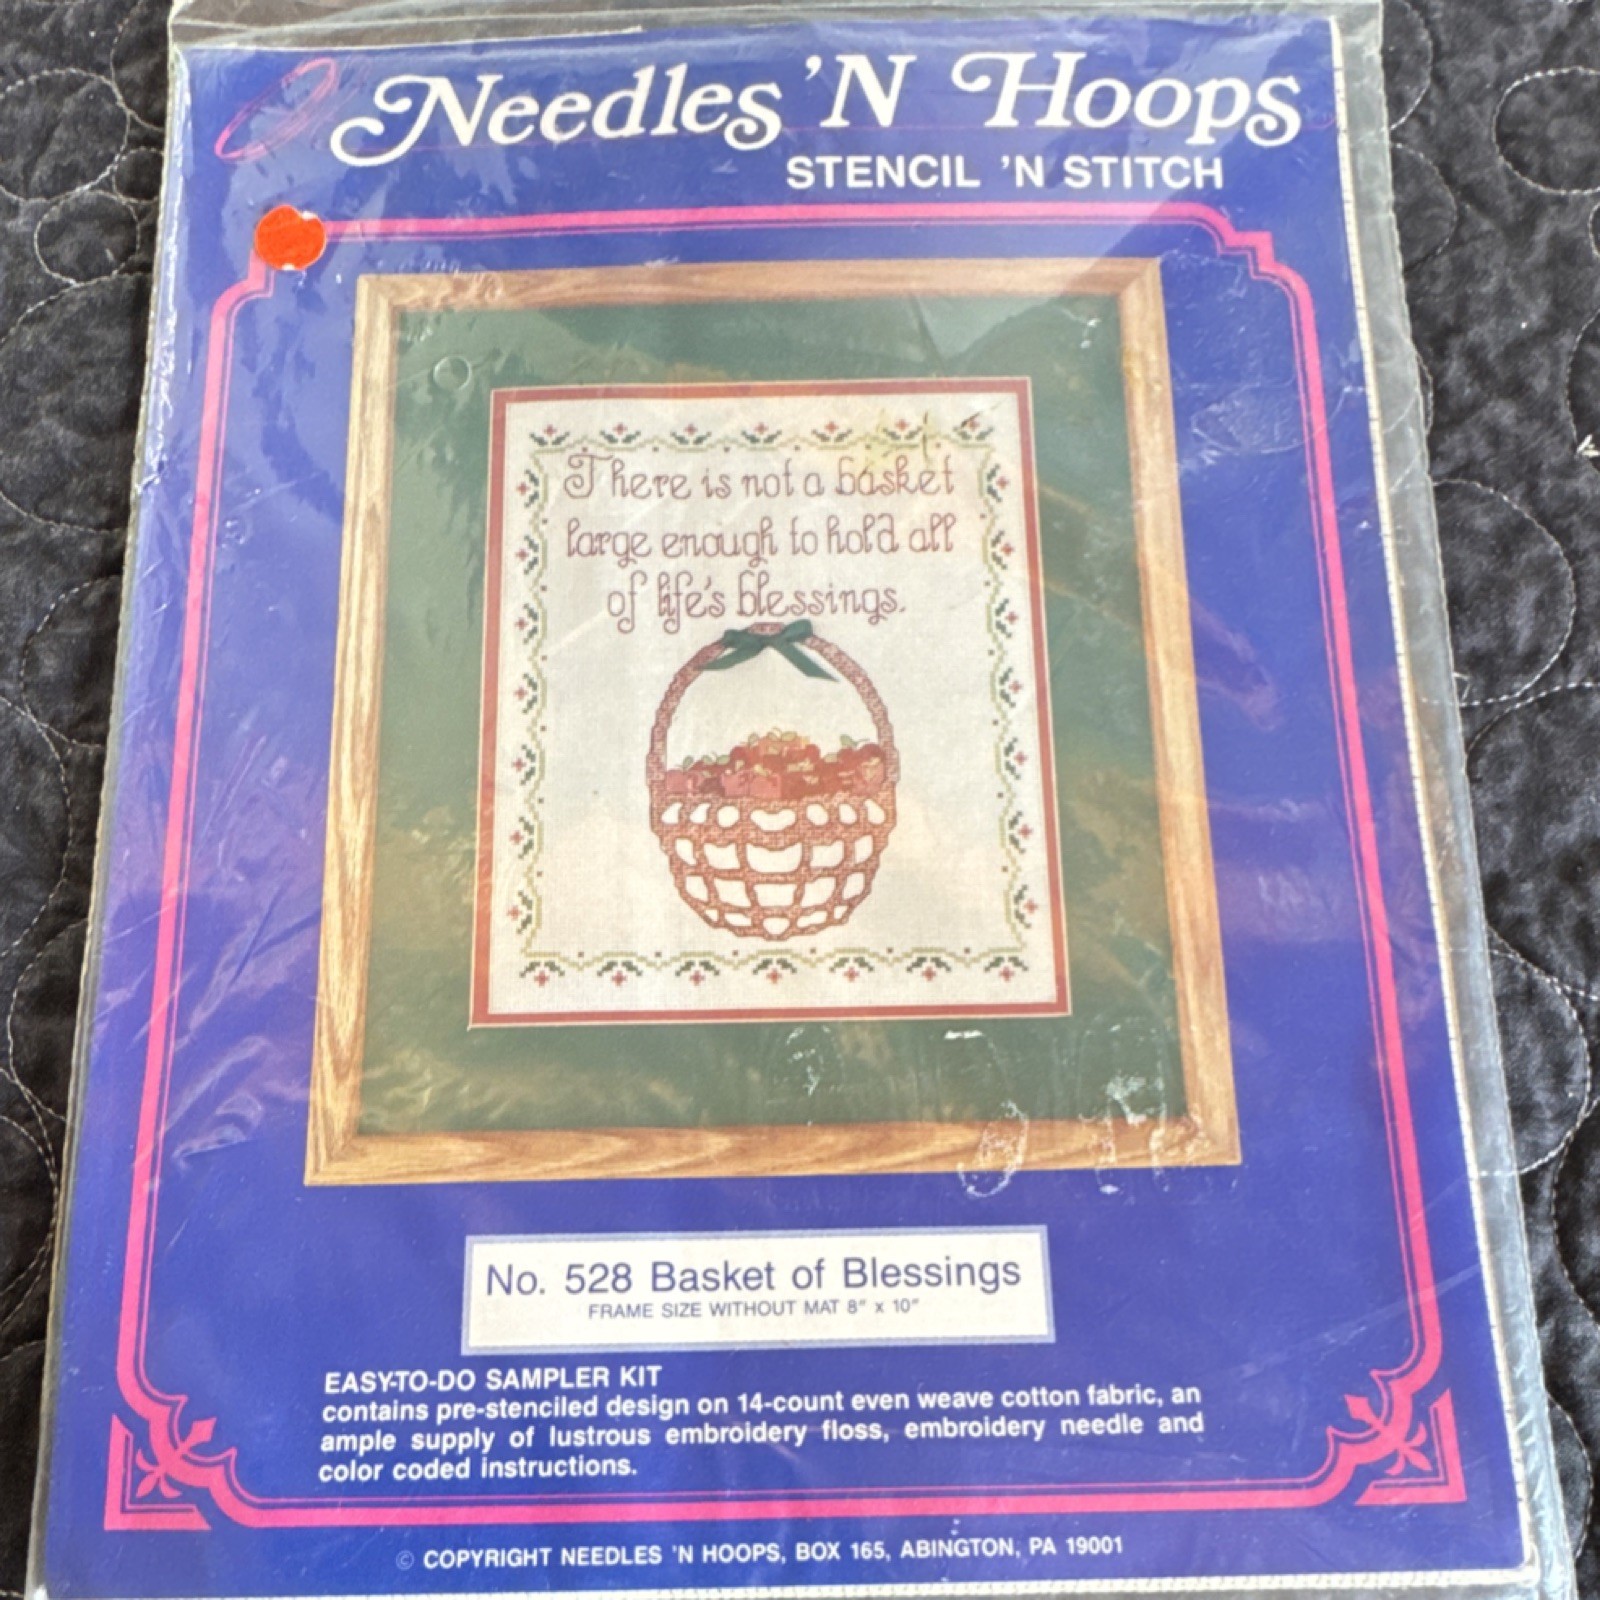 Needles 'N Hoops
STENCIL 'N STITCH
There is not a basket
large enough to hold all
of life's blessings.
No. 528 Basket of Blessings
FRAME SIZE WITHOUT MAT 8" x 10"
EASY-TO-DO SAMPLER KIT
contains pre-stenciled design on 14-count even weave cotton fabric, an
ample supply of lustrous embroidery floss, embroidery needle and
color coded instructions.
© COPYRIGHT NEEDLES 'N HOOPS, BOX 165, ABINGTON, PA 19001